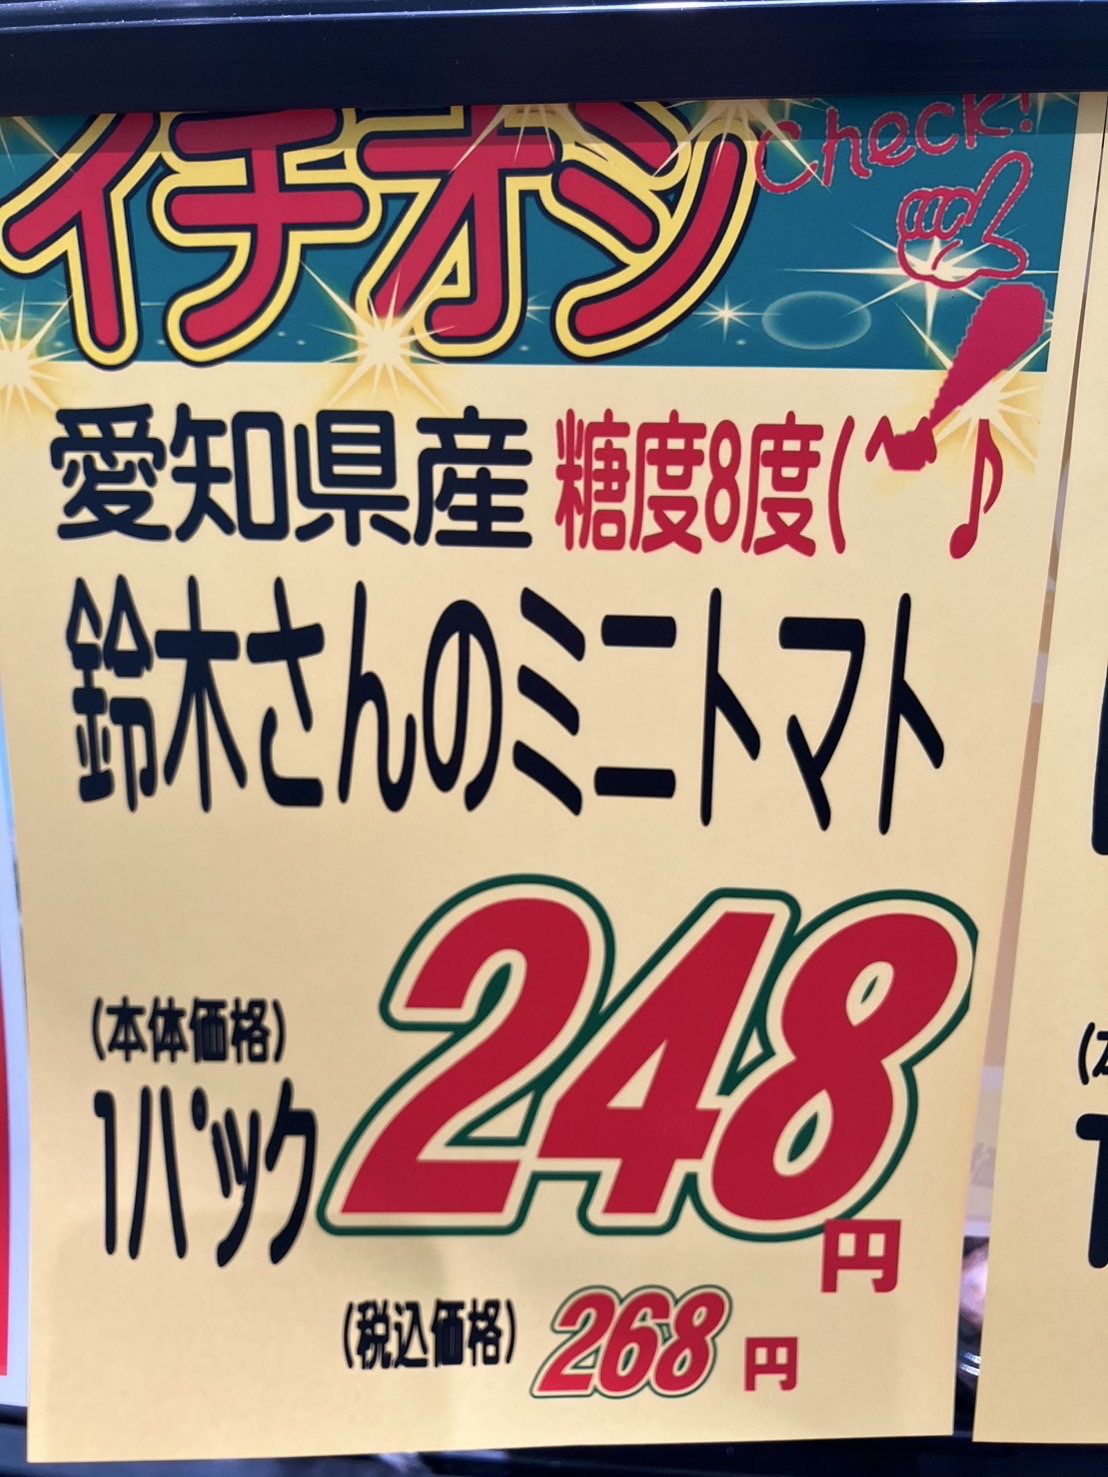 イチオシ
Check!
愛知県産 糖度8度(^ ♪
鈴木さんのミニトマト
(本体価格)
1パック 248円
(税込価格) 268円